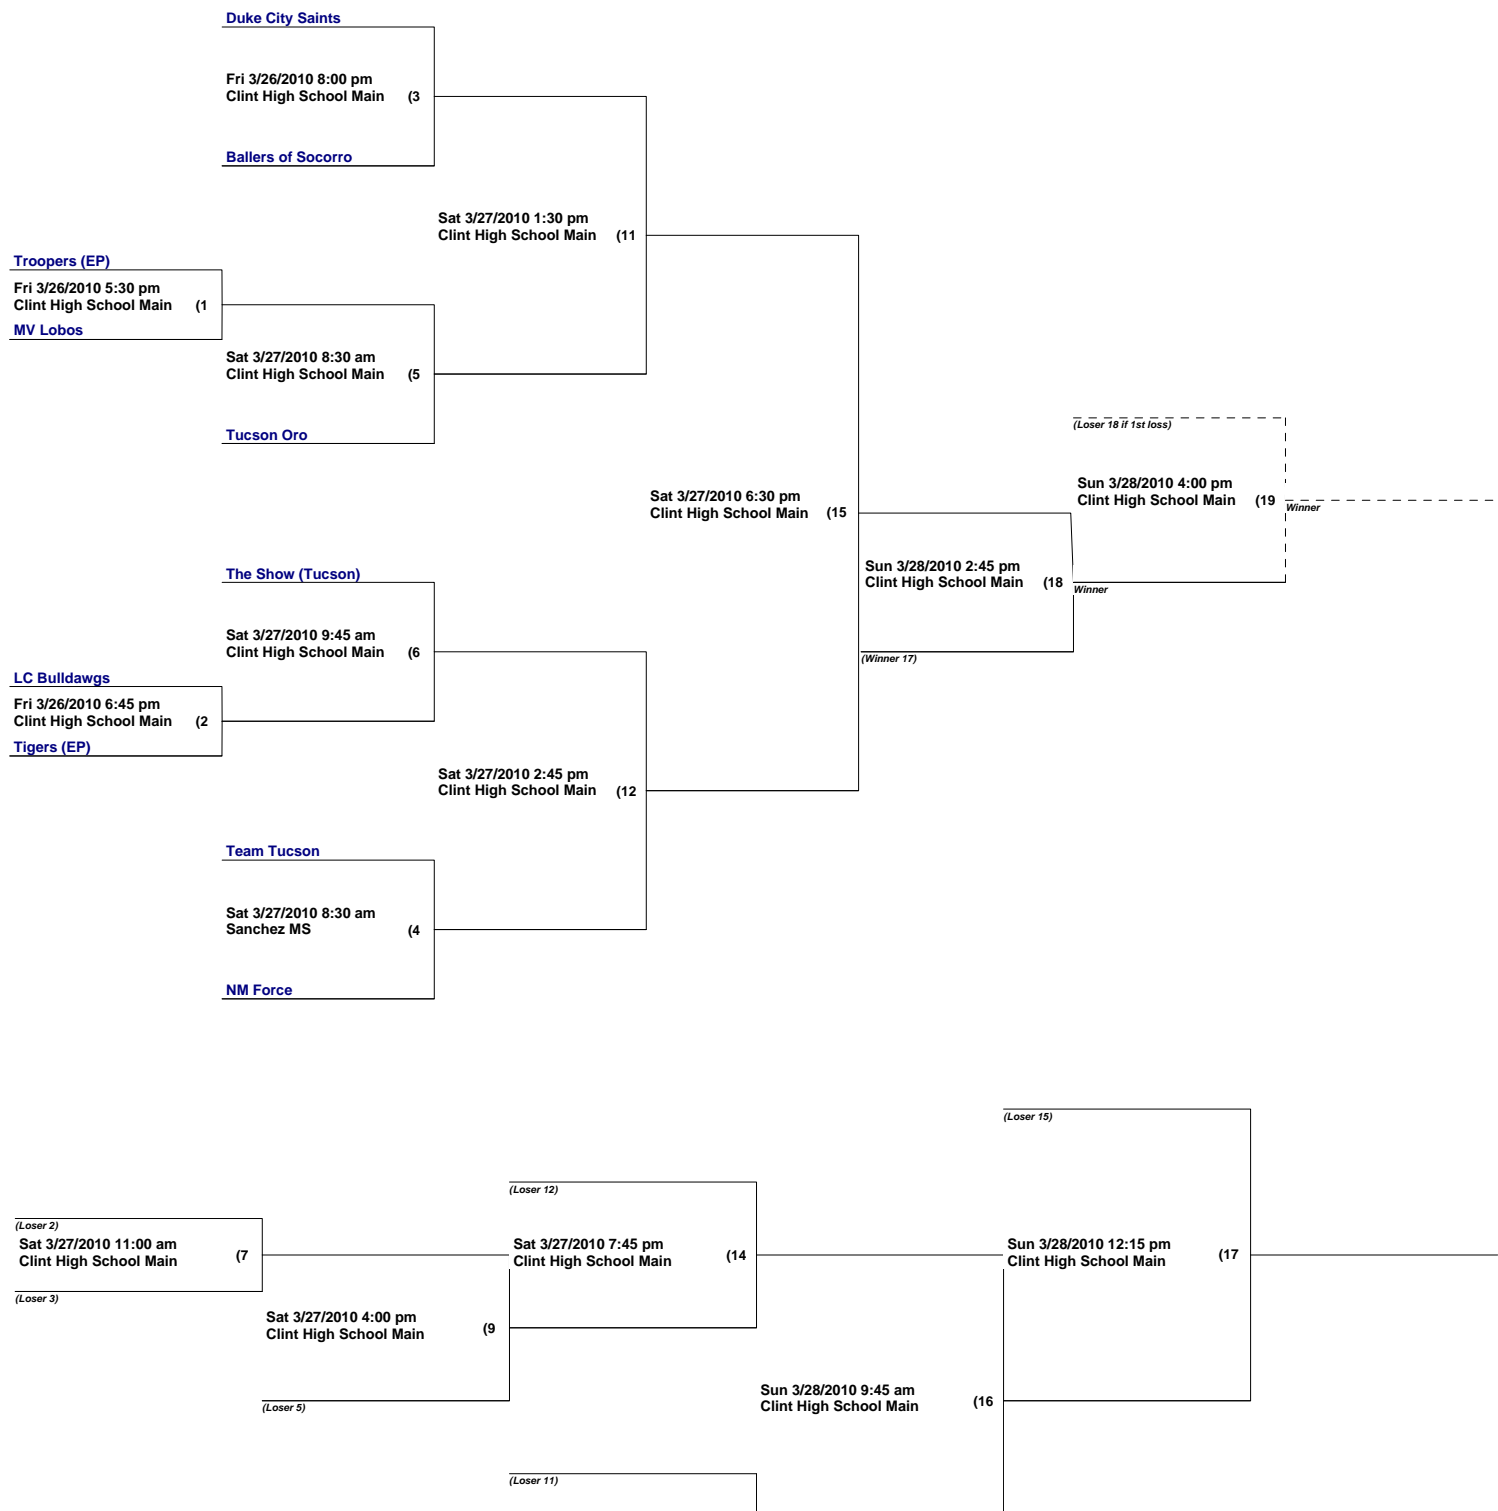 Duke City Saints
Fri 3/26/2010 8:00 pm
Clint High School Main (3
Ballers of Socorro
Sat 3/27/2010 1:30 pm
Clint High School Main (11
Troopers (EP)
Fri 3/26/2010 5:30 pm
Clint High School Main (1
MV Lobos
Sat 3/27/2010 8:30 am
Clint High School Main (5
Tucson Oro
(Loser 18 if 1st loss)
Sun 3/28/2010 4:00 pm
Clint High School Main (19
Winner
Sat 3/27/2010 6:30 pm
Clint High School Main (15
Sun 3/28/2010 2:45 pm
Clint High School Main (18
Winner
(Winner 17)
The Show (Tucson)
Sat 3/27/2010 9:45 am
Clint High School Main (6
LC Bulldawgs
Fri 3/26/2010 6:45 pm
Clint High School Main (2
Tigers (EP)
Sat 3/27/2010 2:45 pm
Clint High School Main (12
Team Tucson
Sat 3/27/2010 8:30 am
Sanchez MS (4
NM Force
(Loser 15)
(Loser 12)
(Loser 2)
Sat 3/27/2010 11:00 am
Clint High School Main (7
(Loser 3)
Sat 3/27/2010 7:45 pm
Clint High School Main (14
Sun 3/28/2010 12:15 pm
Clint High School Main (17
Sat 3/27/2010 4:00 pm
Clint High School Main (9
(Loser 5)
Sun 3/28/2010 9:45 am
Clint High School Main (16
(Loser 11)